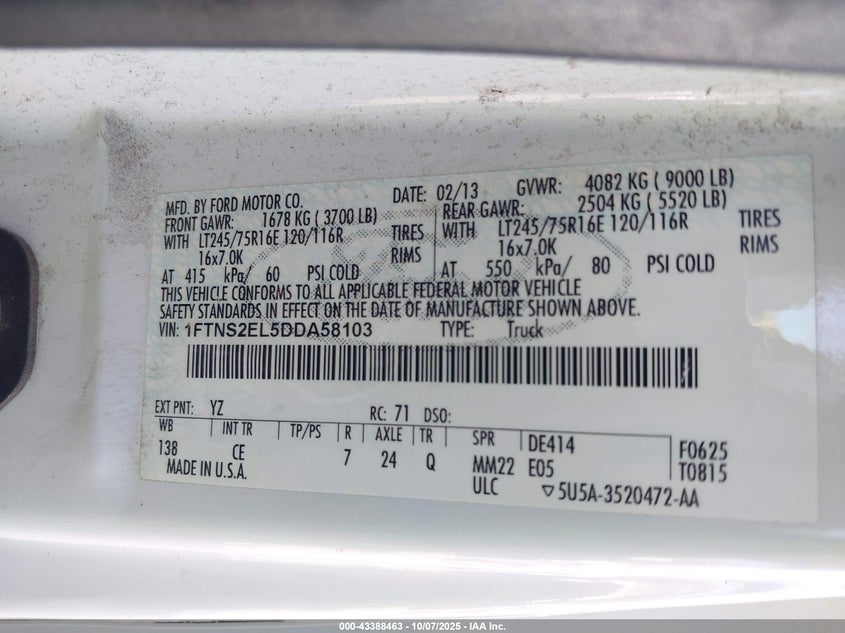 MFD. BY FORD MOTOR CO. DATE: 02/13 GVWR: 4082 KG ( 9000 LB)
FRONT GAWR: 1678 KG ( 3700 LB) REAR GAWR: 2504 KG ( 5520 LB)
WITH LT245/75R16E 120/116R TIRES WITH LT245/75R16E 120/116R TIRES
16x7.0K RIMS 16x7.0K RIMS
AT 415 kPa/ 60 PSI COLD AT 550 kPa/ 80 PSI COLD
THIS VEHICLE CONFORMS TO ALL APPLICABLE FEDERAL MOTOR VEHICLE
SAFETY STANDARDS IN EFFECT ON THE DATE OF MANUFACTURE SHOWN ABOVE.
VIN: 1FTNS2EL5DDA58103 TYPE: Truck
EXT PNT: YZ RC: 71 DSO:
WB INT TR TP/PS R AXLE TR SPR DE414 F0625
138 CE 7 24 Q MM22 E05 T0815
MADE IN U.S.A. ULC ▽5U5A-3520472-AA
000-43388463 - 10/07/2025 - IAA Inc.